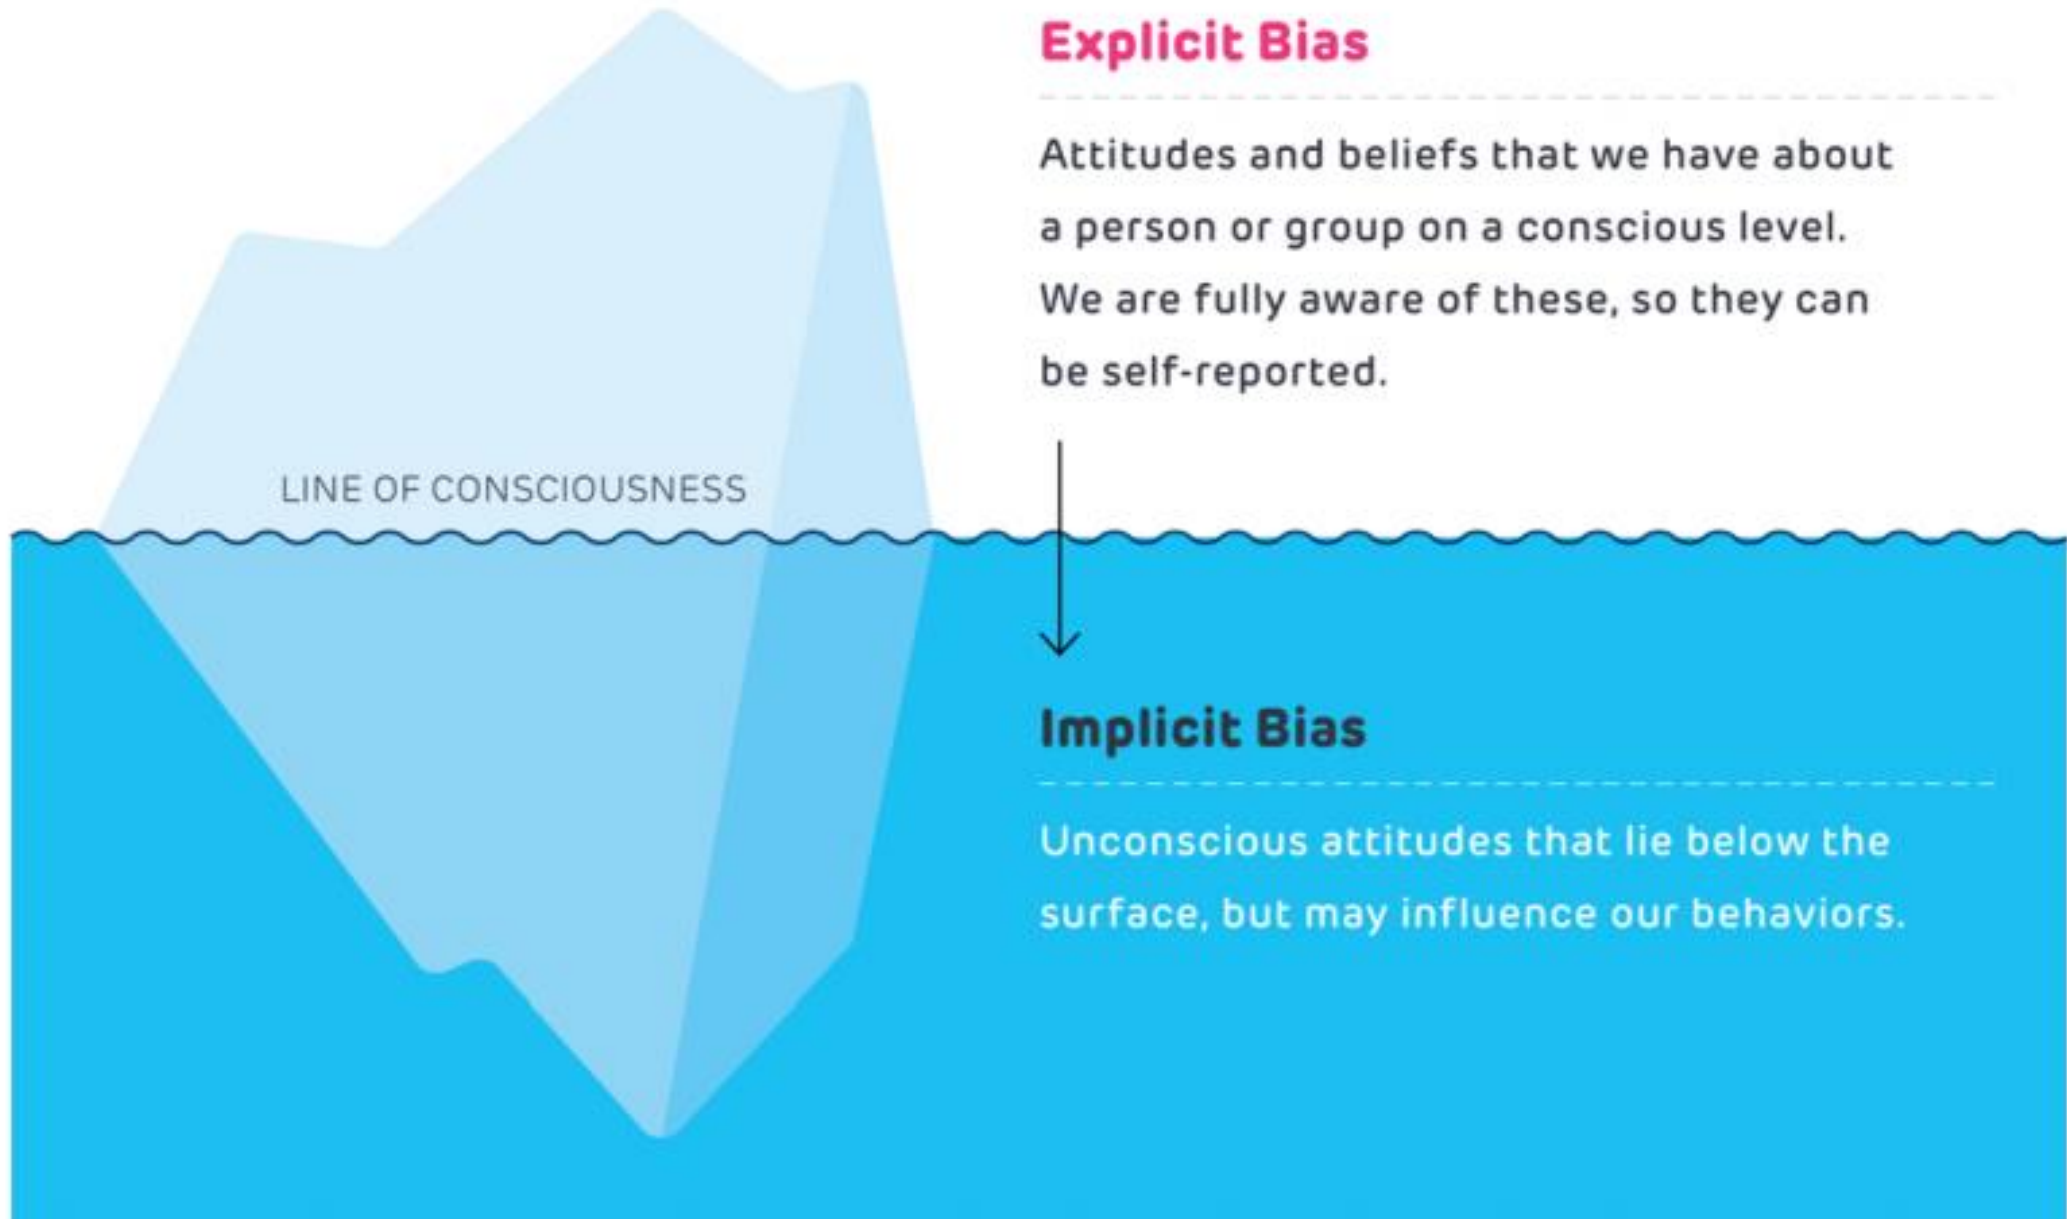 Explicit Bias
Attitudes and beliefs that we have about
a person or group on a conscious level.
We are fully aware of these, so they can
be self-reported.
LINE OF CONSCIOUSNESS
Implicit Bias
Unconscious attitudes that lie below the
surface, but may influence our behaviors.